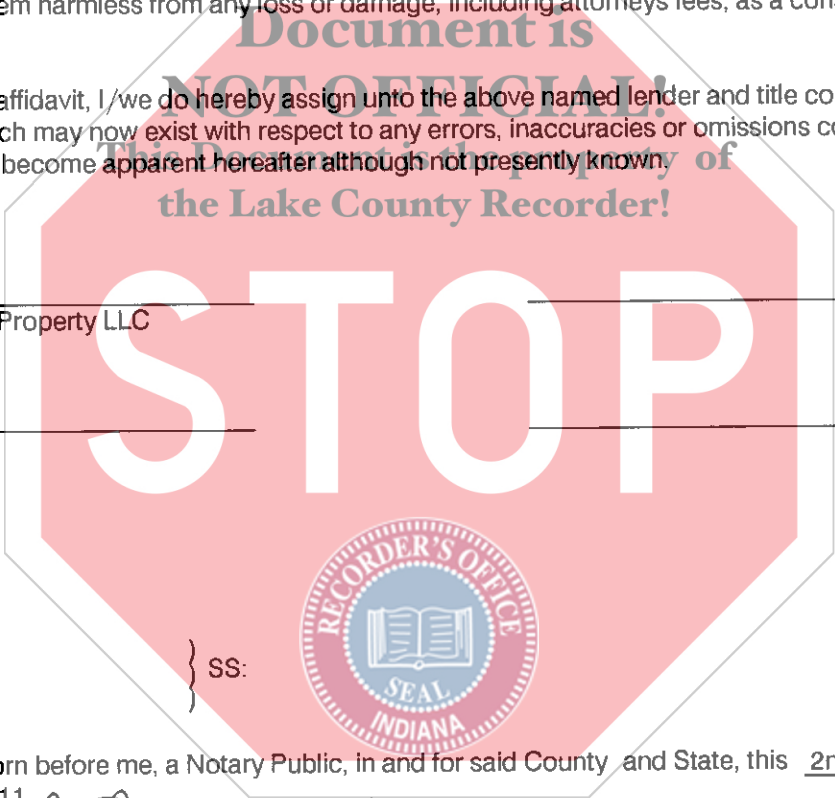 em harmless from any loss or damage, including attorneys fees, as a con
Document is
NOT OFFICIAL!
affidavit, I/we do hereby assign unto the above named lender and title co
ch may now exist with respect to any errors, inaccuracies or omissions co
This Document is the property of
become apparent hereafter although not presently known.
the Lake County Recorder!
Property LLC
STOP
RECORDER'S OFFICE
SEAL
INDIANA
SS:
orn before me, a Notary Public, in and for said County and State, this 2n
11